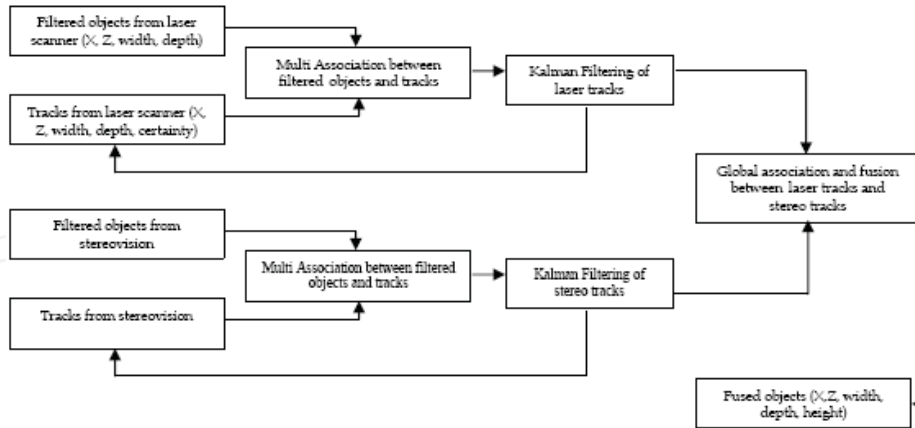 Filtered objects from laser
scanner (X, Z, width, depth)
Multi Association between
filtered objects and tracks
Kalman Filtering of
laser tracks
Tracks from laser scanner (X,
Z, width, depth, certainty)
Global association and fusion
between laser tracks and
stereo tracks
Filtered objects from
stereovision
Multi Association between filtered
objects and tracks
Kalman Filtering of
stereo tracks
Tracks from stereovision
Fused objects (X,Z, width,
depth, height)